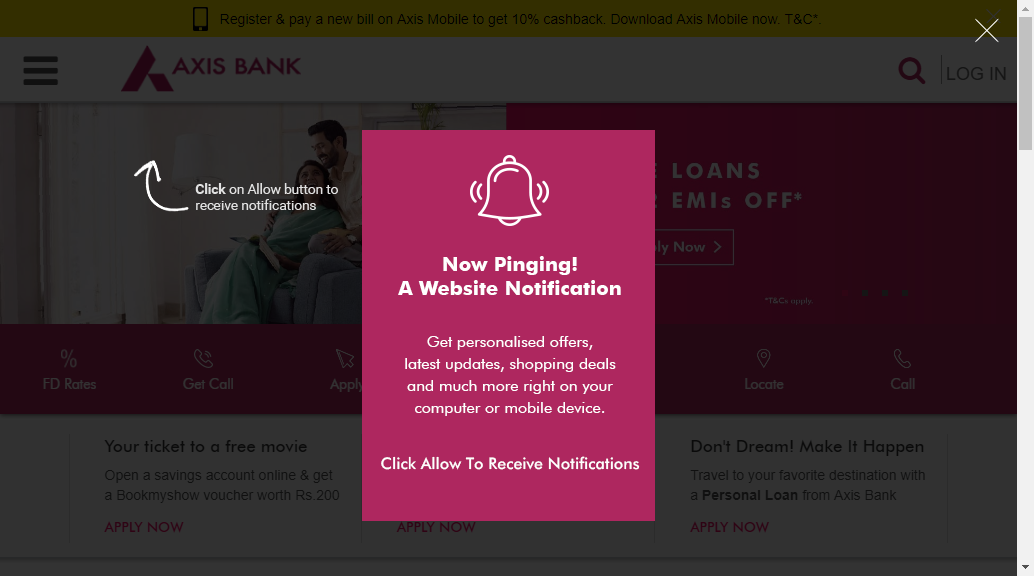 Register & pay a new bill on Axis Mobile to get 10% cashback. Download Axis Mobile now. T&C*.
AXIS BANK
LOG IN
Click on Allow button to
receive notifications
LOANS
EMIs OFF*
Now
*T&Cs apply
Now Pinging!
A Website Notification
Get personalised offers,
latest updates, shopping deals
and much more right on your
computer or mobile device.
Click Allow To Receive Notifications
FD Rates
Get Call
Apply
Locate
Call
Your ticket to a free movie
Open a savings account online & get
a Bookmyshow voucher worth Rs.200
APPLY NOW
APPLY NOW
Don't Dream! Make It Happen
Travel to your favorite destination with
a Personal Loan from Axis Bank
APPLY NOW